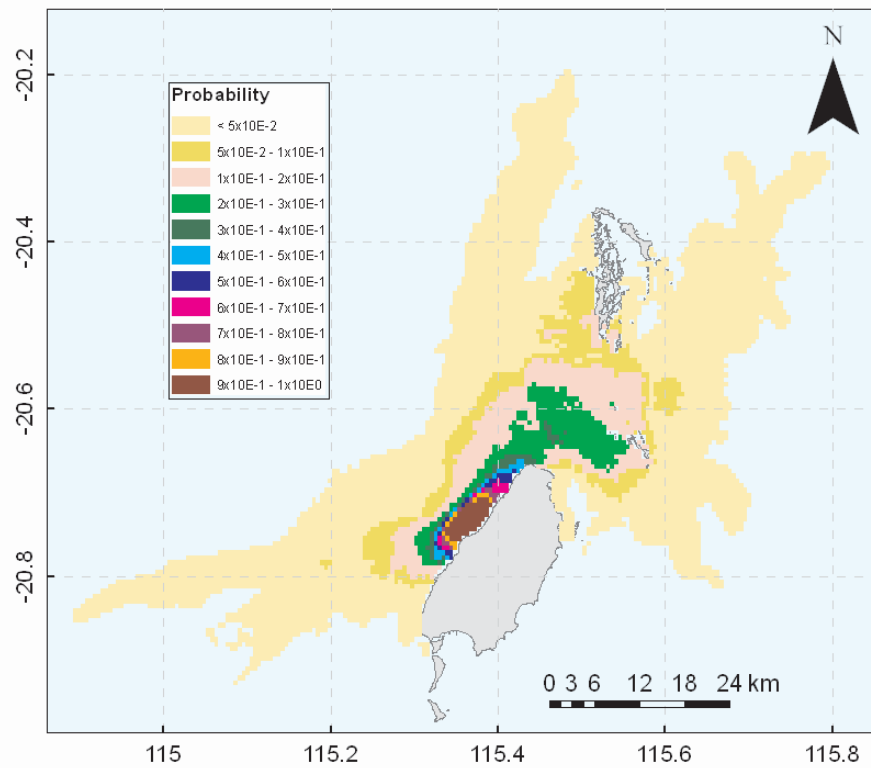 N
-20.2
-20.4
-20.6
-20.8
Probability
< 5x10E-2
5x10E-2 - 1x10E-1
1x10E-1 - 2x10E-1
2x10E-1 - 3x10E-1
3x10E-1 - 4x10E-1
4x10E-1 - 5x10E-1
5x10E-1 - 6x10E-1
6x10E-1 - 7x10E-1
7x10E-1 - 8x10E-1
8x10E-1 - 9x10E-1
9x10E-1 - 1x10E0
0 3 6 12 18 24 km
115 115.2 115.4 115.6 115.8